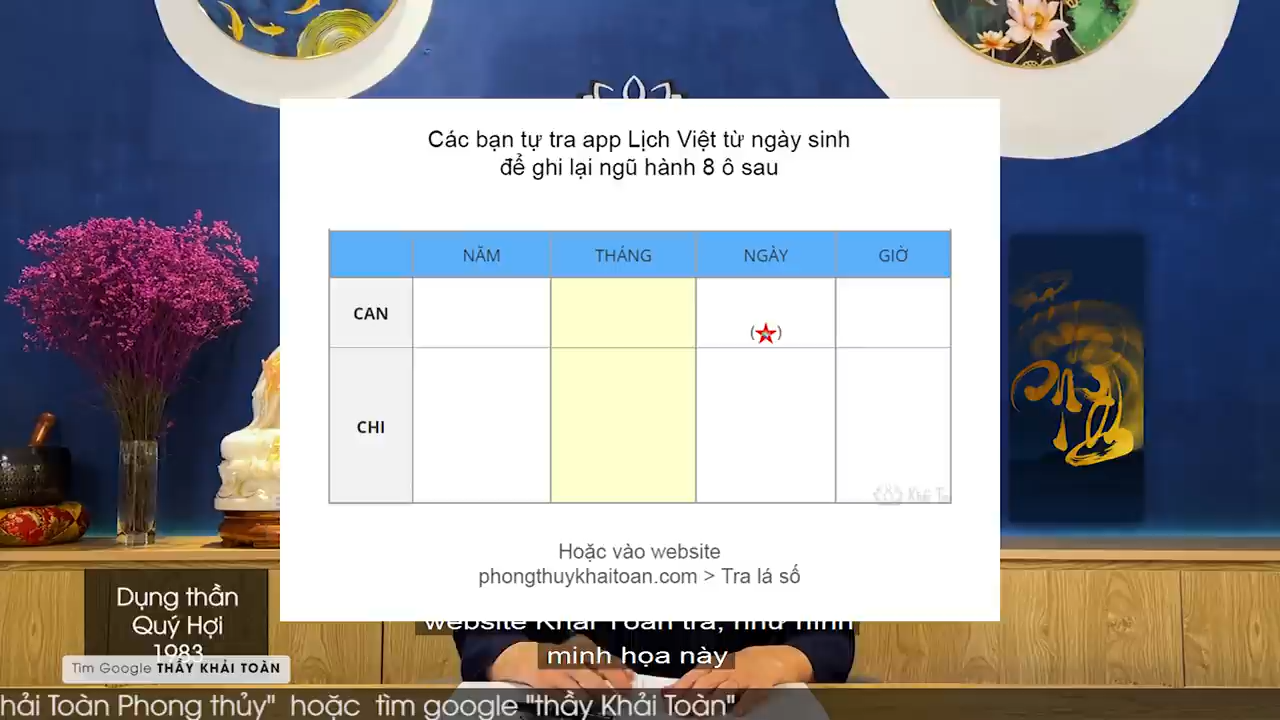 Các bạn tự tra app Lịch Việt từ ngày sinh
để ghi lại ngũ hành 8 ô sau
NĂM THÁNG NGÀY GIỜ
CAN
CHI
Hoặc vào website
phongthuykhaitoan.com > Tra lá số
Dụng thần
Quý Hợi
1983
Tìm Google THẦY KHẢI TOÀN
website Khải Toàn tra, như hình
minh họa này
hải Toàn Phong thủy" hoặc tìm google "thầy Khải Toàn"